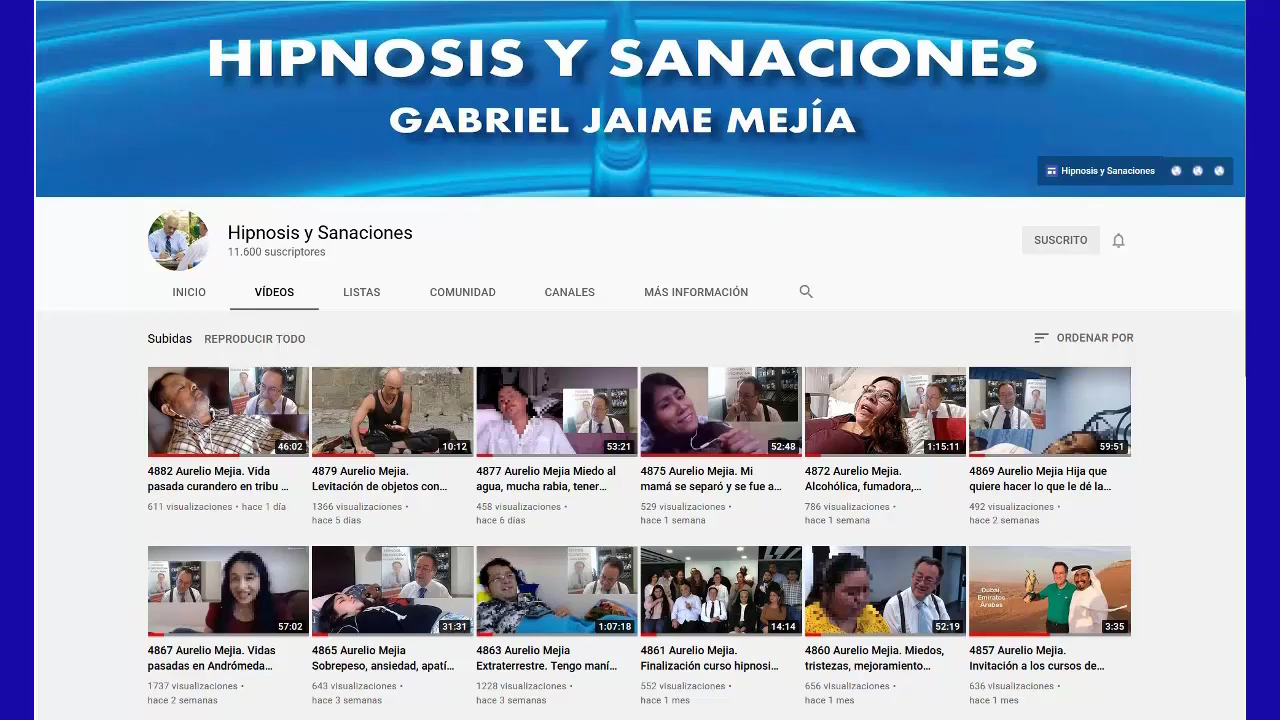 HIPNOSIS Y SANACIONES
GABRIEL JAIME MEJÍA
Hipnosis y Sanaciones
Hipnosis y Sanaciones
11.600 suscriptores
SUSCRITO
INICIO VÍDEOS LISTAS COMUNIDAD CANALES MÁS INFORMACIÓN
Subidas REPRODUCIR TODO ORDENAR POR
46:02
10:12
53:21
52:48
1:15:11
59:51
4882 Aurelio Mejia. Vida
pasada curandero en tribu ...
611 visualizaciones • hace 1 día
4879 Aurelio Mejia.
Levitación de objetos con...
1366 visualizaciones •
hace 5 días
4877 Aurelio Mejia Miedo al
agua, mucha rabia, tener...
458 visualizaciones •
hace 6 días
4875 Aurelio Mejia. Mi
mamá se separó y se fue a...
529 visualizaciones •
hace 1 semana
4872 Aurelio Mejia.
Alcohólica, fumadora,...
786 visualizaciones •
hace 1 semana
4869 Aurelio Mejia Hija que
quiere hacer lo que le dé la...
492 visualizaciones •
hace 2 semanas
57:02
31:31
1:07:18
14:14
52:19
Dubai,
Emiratos
Arabes
3:35
4867 Aurelio Mejia. Vidas
pasadas en Andrómeda...
1737 visualizaciones •
hace 2 semanas
4865 Aurelio Mejia
Sobrepeso, ansiedad, apatí...
643 visualizaciones •
hace 3 semanas
4863 Aurelio Mejia
Extraterrestre. Tengo maní...
1228 visualizaciones •
hace 3 semanas
4861 Aurelio Mejia.
Finalización curso hipnosi...
552 visualizaciones •
hace 1 mes
4860 Aurelio Mejia. Miedos,
tristezas, mejoramiento...
656 visualizaciones •
hace 1 mes
4857 Aurelio Mejia.
Invitación a los cursos de...
636 visualizaciones •
hace 1 mes